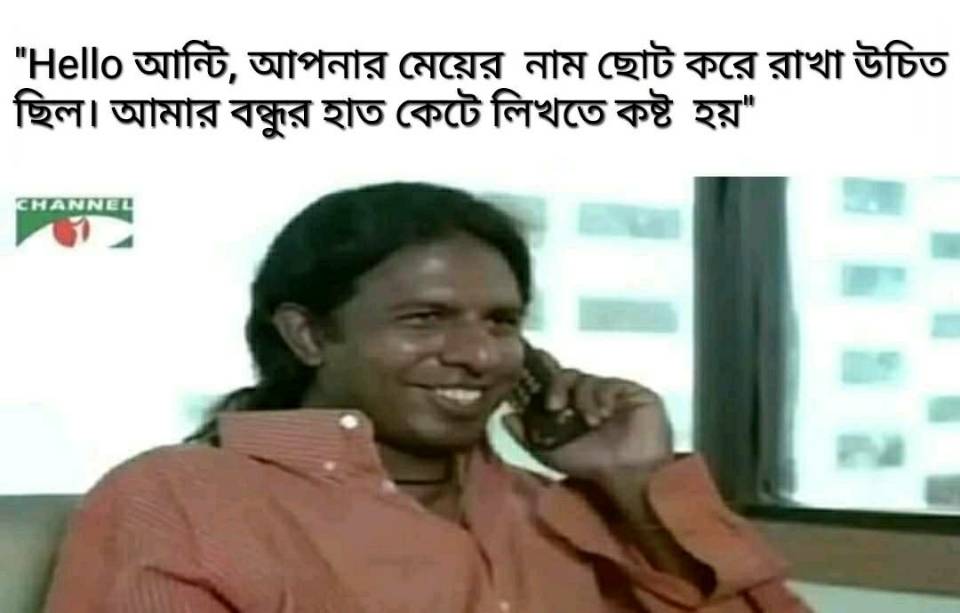 "Hello আন্টি, আপনার মেয়ের নাম ছোট করে রাখা উচিত
ছিল। আমার বন্ধুর হাত কেটে লিখতে কষ্ট হয়"
CHANNEL